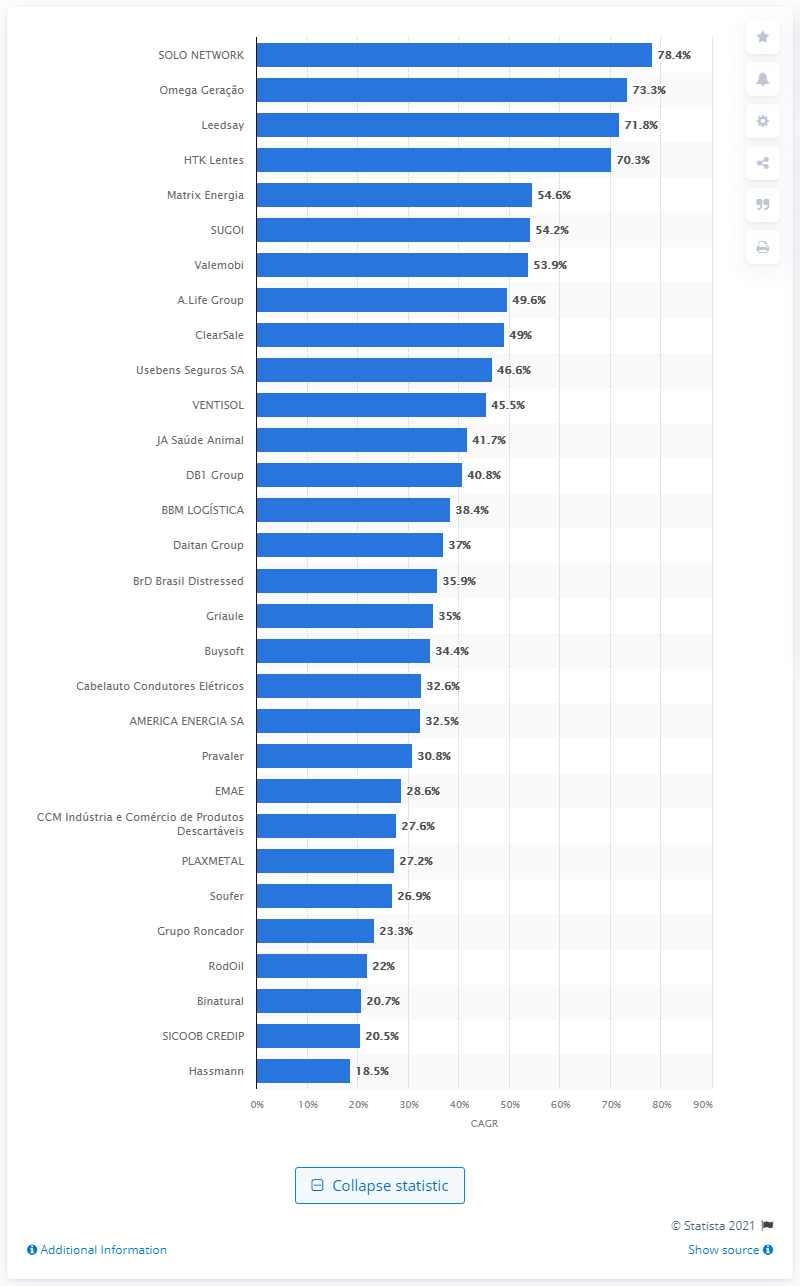 SOLO NETWORK 78.4%
Omega Geração 73.3%
Leedsay 71.8%
HTK Lentes 70.3%
Matrix Energia 54.6%
SUGOI 54.2%
Valemobi 53.9%
A.Life Group 49.6%
ClearSale 49%
Usebens Seguros SA 46.6%
VENTISOL 45.5%
JA Saúde Animal 41.7%
DB1 Group 40.8%
BBM LOGÍSTICA 38.4%
Daitan Group 37%
BrD Brasil Distressed 35.9%
Griaule 35%
Buysoft 34.4%
Cabelauto Condutores Elétricos 32.6%
AMERICA ENERGIA SA 32.5%
Pravaler 30.8%
EMAE 28.6%
CCM Indústria e Comércio de Produtos
Descartáveis 27.6%
PLAXMETAL 27.2%
Soufer 26.9%
Grupo Roncador 23.3%
RodOil 22%
Binatural 20.7%
SICOOB CREDIP 20.5%
Hassmann 18.5%
0% 10% 20% 30% 40% 50% 60% 70% 80% 90%
CAGR
Collapse statistic
© Statista 2021
Additional Information Show source